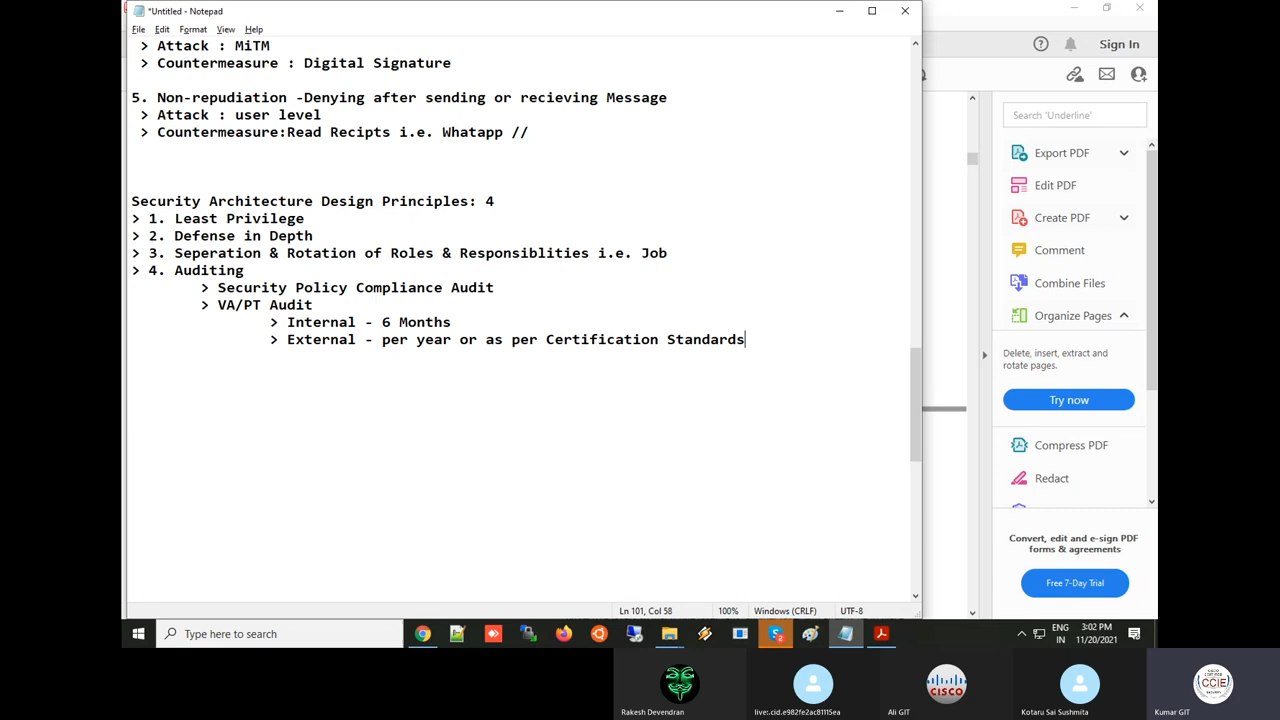 *Untitled - Notepad
File Edit Format View Help
> Attack : MiTM
> Countermeasure : Digital Signature
5. Non-repudiation -Denying after sending or recieving Message
> Attack : user level
> Countermeasure:Read Recipts i.e. Whatapp //
Security Architecture Design Principles: 4
> 1. Least Privilege
> 2. Defense in Depth
> 3. Seperation & Rotation of Roles & Responsiblities i.e. Job
> 4. Auditing
> Security Policy Compliance Audit
> VA/PT Audit
> Internal - 6 Months
> External - per year or as per Certification Standards
Ln 101, Col 58 100% Windows (CRLF) UTF-8
Sign In
Search 'Underline'
Export PDF
Edit PDF
Create PDF
Comment
Combine Files
Organize Pages
Delete, insert, extract and
rotate pages.
Try now
Compress PDF
Redact
Convert, edit and e-sign PDF
forms & agreements
Free 7-Day Trial
Type here to search
ENG
IN
3:02 PM
11/20/2021
CISCO
CCIE
Rakesh Devendran
live:.cid.e982fe2ac81115ea
Ali GIT
Kotaru Sai Sushmita
Kumar GIT